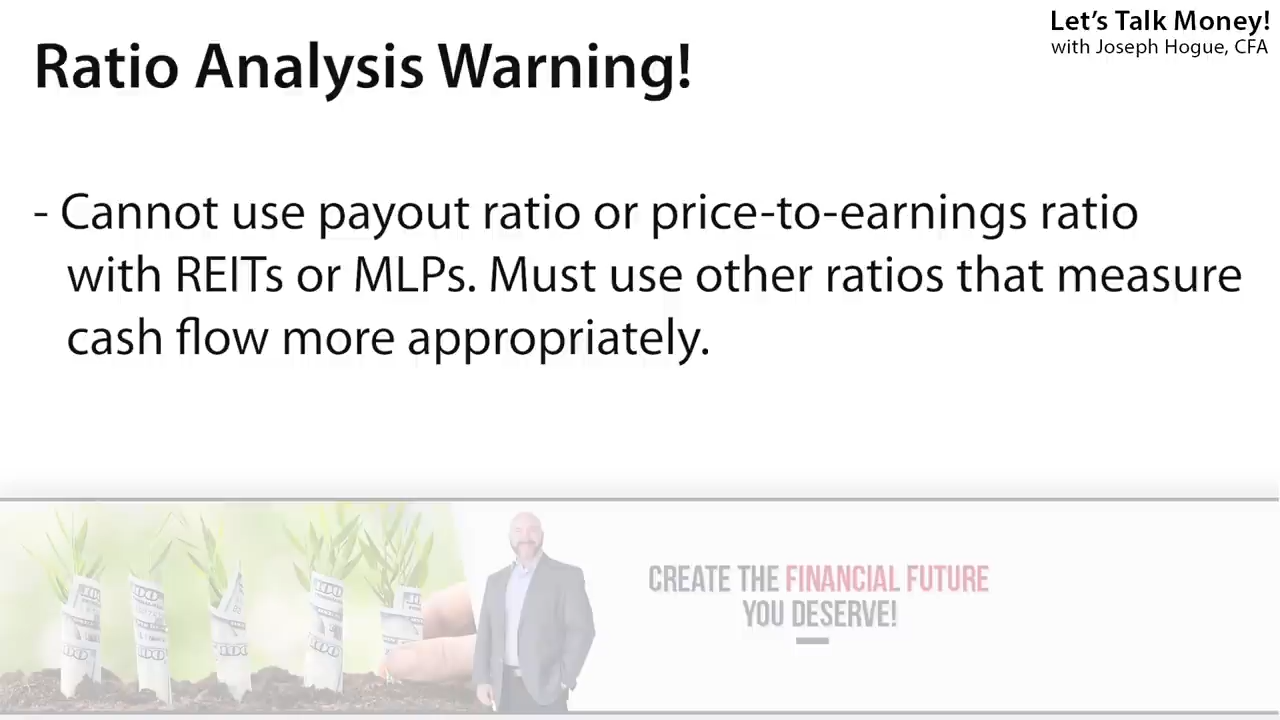 Let's Talk Money!
with Joseph Hogue, CFA
Ratio Analysis Warning!
- Cannot use payout ratio or price-to-earnings ratio
with REITs or MLPs. Must use other ratios that measure
cash flow more appropriately.
CREATE THE FINANCIAL FUTURE
YOU DESERVE!